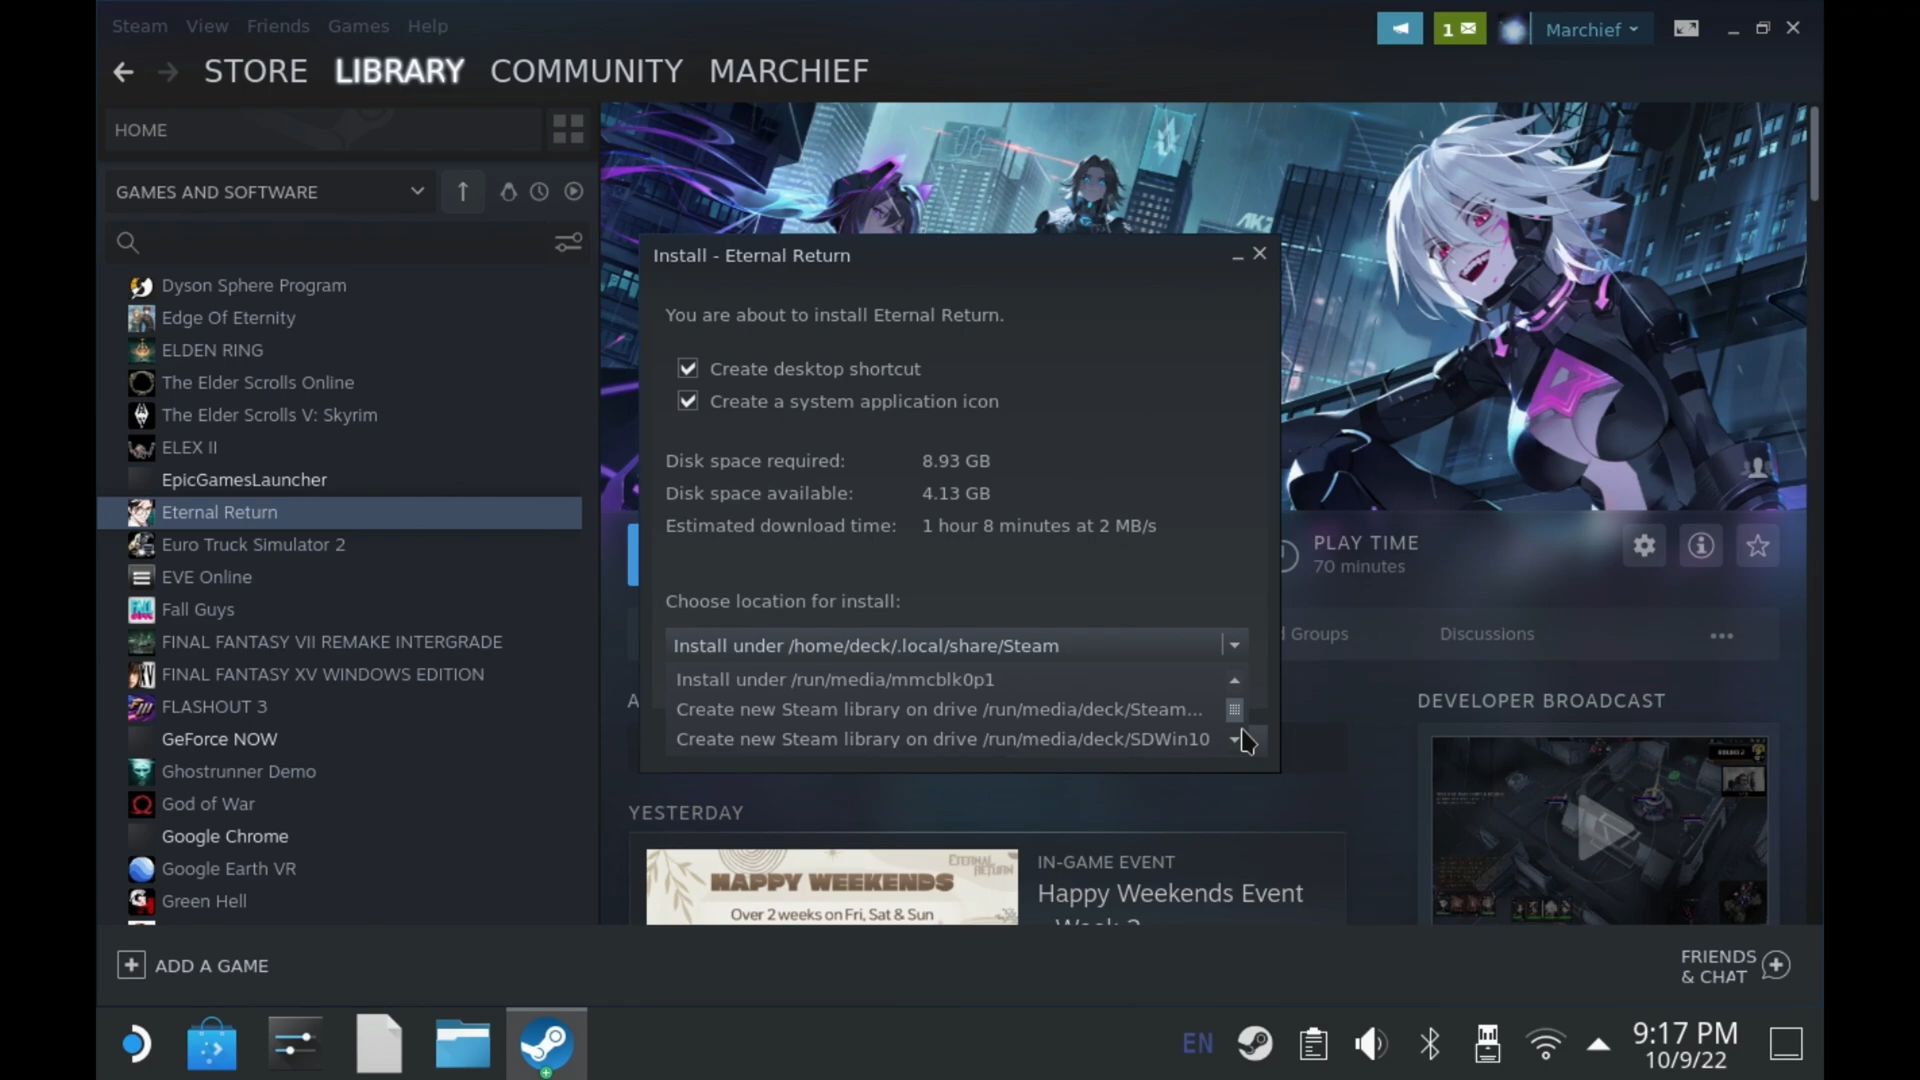 Steam View Friends Games Help
1
Marchief
STORE LIBRARY COMMUNITY MARCHIEF
HOME
GAMES AND SOFTWARE
Dyson Sphere Program
Edge Of Eternity
ELDEN RING
The Elder Scrolls Online
The Elder Scrolls V: Skyrim
ELEX II
EpicGamesLauncher
Eternal Return
Euro Truck Simulator 2
EVE Online
Fall Guys
FINAL FANTASY VII REMAKE INTERGRADE
FINAL FANTASY XV WINDOWS EDITION
FLASHOUT 3
GeForce NOW
Ghostrunner Demo
God of War
Google Chrome
Google Earth VR
Green Hell
ADD A GAME
Install - Eternal Return
You are about to install Eternal Return.
Create desktop shortcut
Create a system application icon
Disk space required: 8.93 GB
Disk space available: 4.13 GB
Estimated download time: 1 hour 8 minutes at 2 MB/s
Choose location for install:
Install under /home/deck/.local/share/Steam
Install under /run/media/mmcblk0p1
Create new Steam library on drive /run/media/deck/Steam...
Create new Steam library on drive /run/media/deck/SDWin10
PLAY TIME
70 minutes
Groups
Discussions
YESTERDAY
HAPPY WEEKENDS
Over 2 weeks on Fri, Sat & Sun
ETERNAL RETURN
IN-GAME EVENT
Happy Weekends Event
DEVELOPER BROADCAST
FRIENDS
& CHAT
EN
9:17 PM
10/9/22